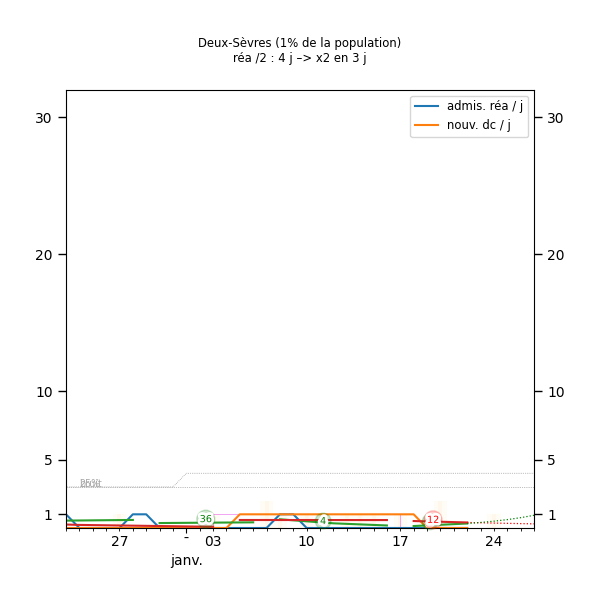 Deux-Sèvres (1% de la population)
réa /2 : 4 j –> x2 en 3 j
admis. réa / j
nouv. dc / j
30 30
20 20
10 10
5 5
1 36 4 12 1
27 - 03 10 17 24
janv.